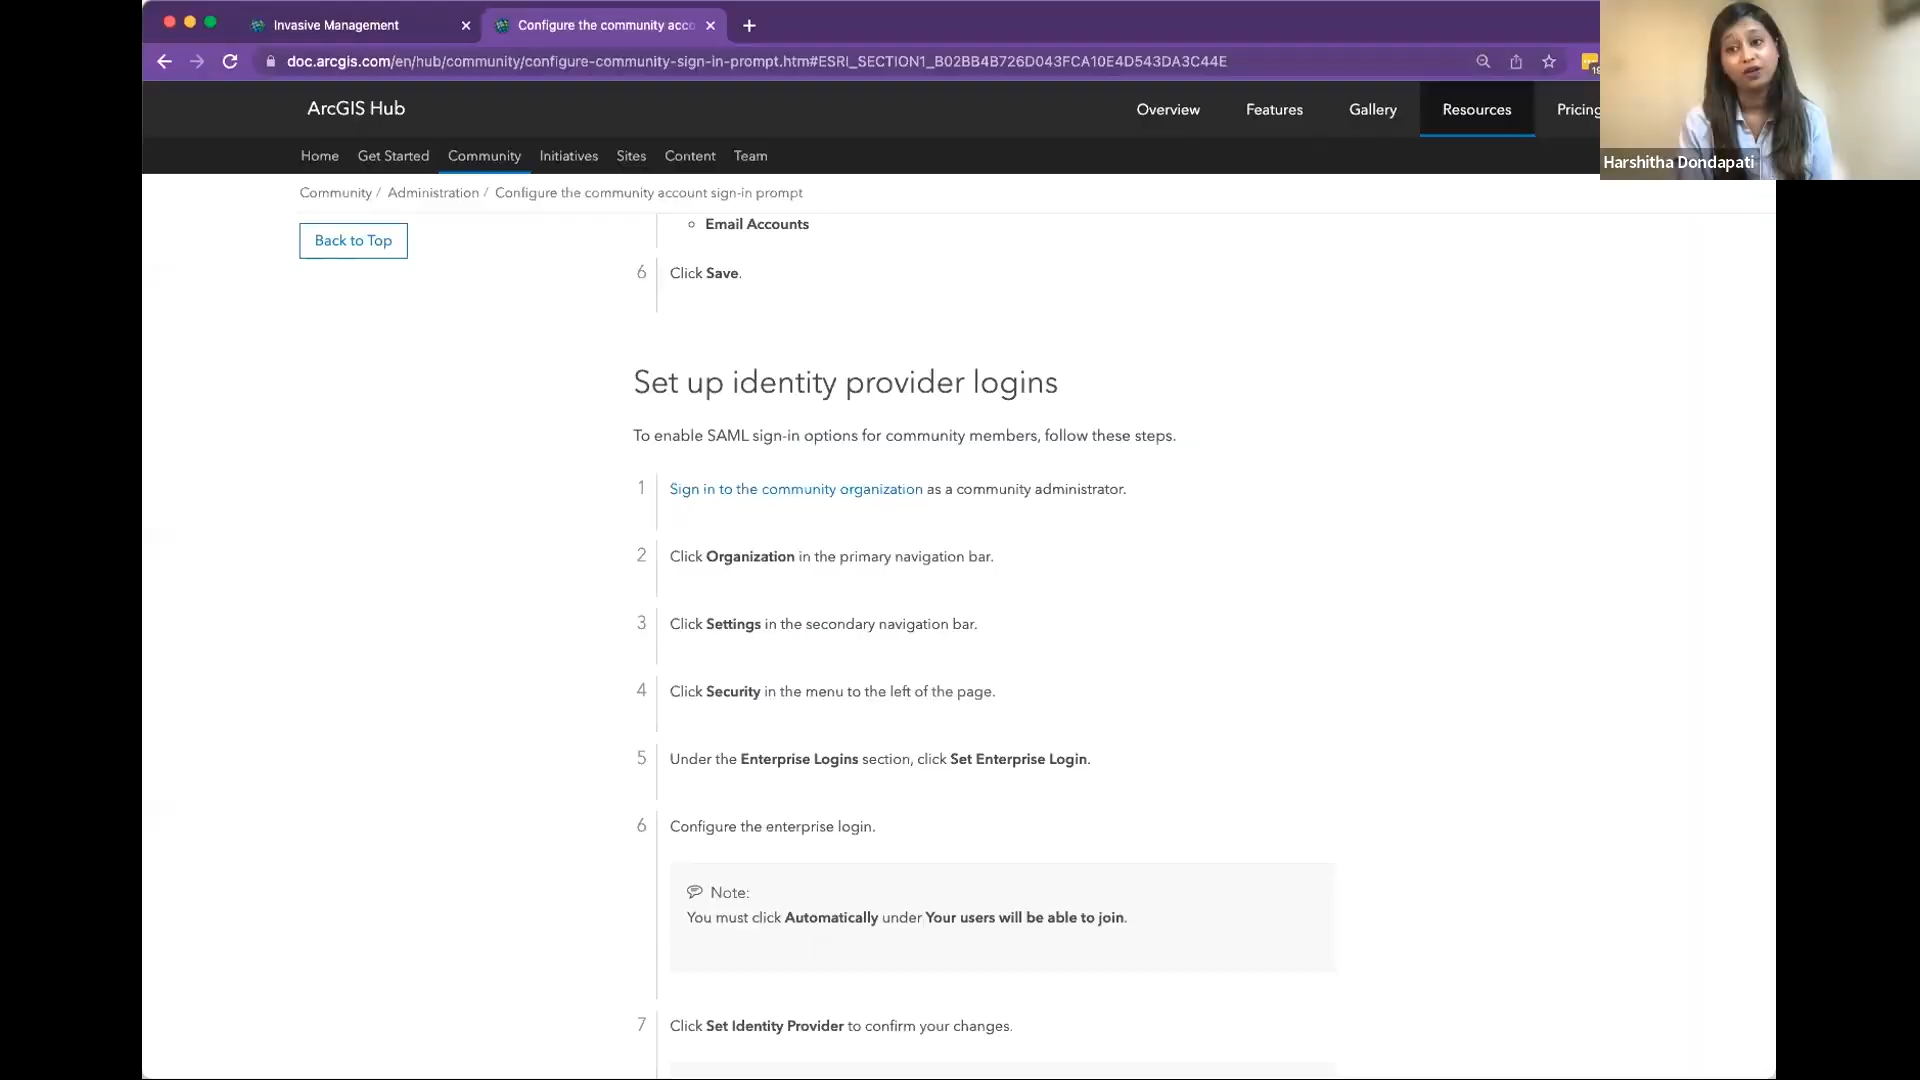 Invasive Management
Configure the community acco
doc.arcgis.com/en/hub/community/configure-community-sign-in-prompt.htm#ESRI_SECTION1_B02BB4B726D043FCA10E4D543DA3C44E
ArcGIS Hub
Overview Features Gallery Resources Pricing
Home Get Started Community Initiatives Sites Content Team
Harshitha Dondapati
Community / Administration / Configure the community account sign-in prompt
Back to Top
Email Accounts
6 Click Save.
Set up identity provider logins
To enable SAML sign-in options for community members, follow these steps.
1 Sign in to the community organization as a community administrator.
2 Click Organization in the primary navigation bar.
3 Click Settings in the secondary navigation bar.
4 Click Security in the menu to the left of the page.
5 Under the Enterprise Logins section, click Set Enterprise Login.
6 Configure the enterprise login.
Note:
You must click Automatically under Your users will be able to join.
7 Click Set Identity Provider to confirm your changes.